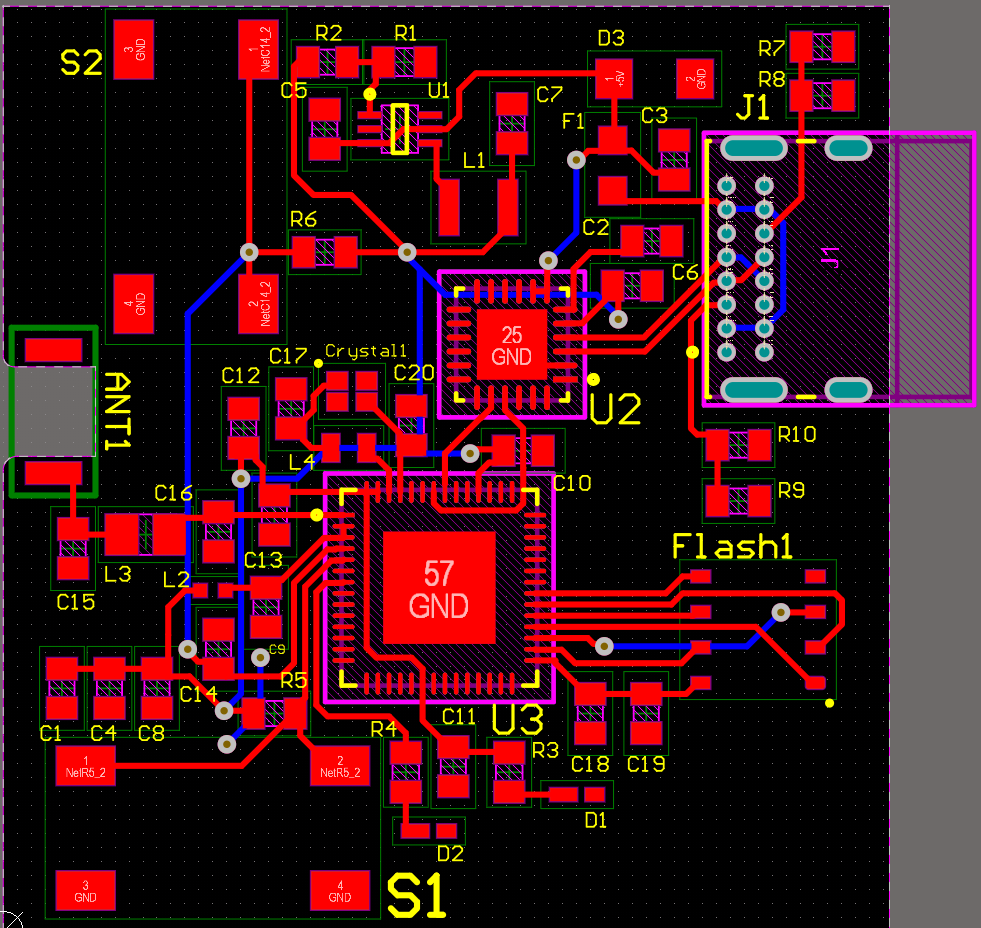 S2
3
GND
1
NetC14_2
R2
R1
D3
R7
R8
1
+5V
2
GND
C5
U1
C7
F1
C3
J1
L1
R6
C2
C6
J1
4
GND
2
NetC14_2
25
GND
Crystal1
C17
C12
C20
ANT1
U2
R10
L4
C10
R9
C16
C13
Flash1
L3
L2
57
GND
C15
C9
C14
R5
C1
C4
C8
R4
C11
U3
R3
C18
C19
1
NetR5_2
2
NetR5_2
D1
D2
3
GND
4
GND
S1